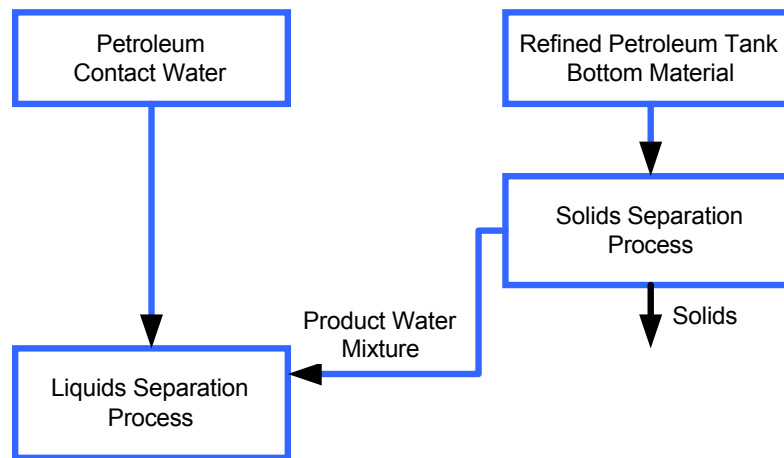 Petroleum
Contact Water
Refined Petroleum Tank
Bottom Material
Solids Separation
Process
Product Water
Mixture
Solids
Liquids Separation
Process